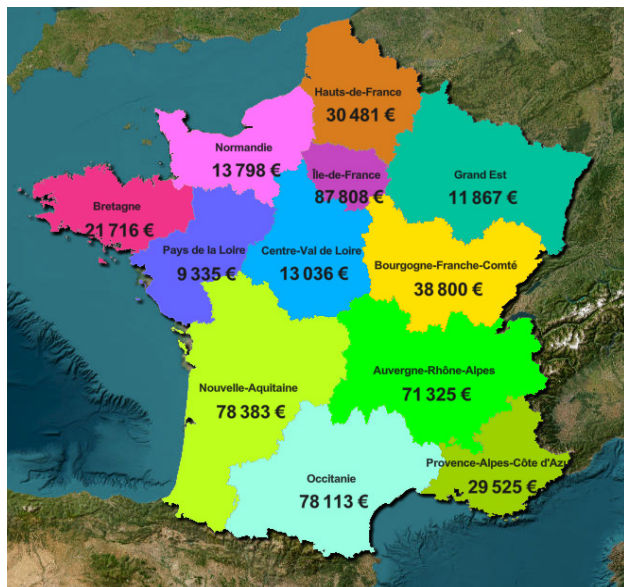 Hauts-de-France
30 481 €
Normandie
13 798 €
Île-de-France
87 808 €
Grand Est
11 867 €
Bretagne
21 716 €
Pays de la Loire
9 335 €
Centre-Val de Loire
13 036 €
Bourgogne-Franche-Comté
38 800 €
Nouvelle-Aquitaine
78 383 €
Auvergne-Rhône-Alpes
71 325 €
Occitanie
78 113 €
Provence-Alpes-Côte d'Azu
29 525 €